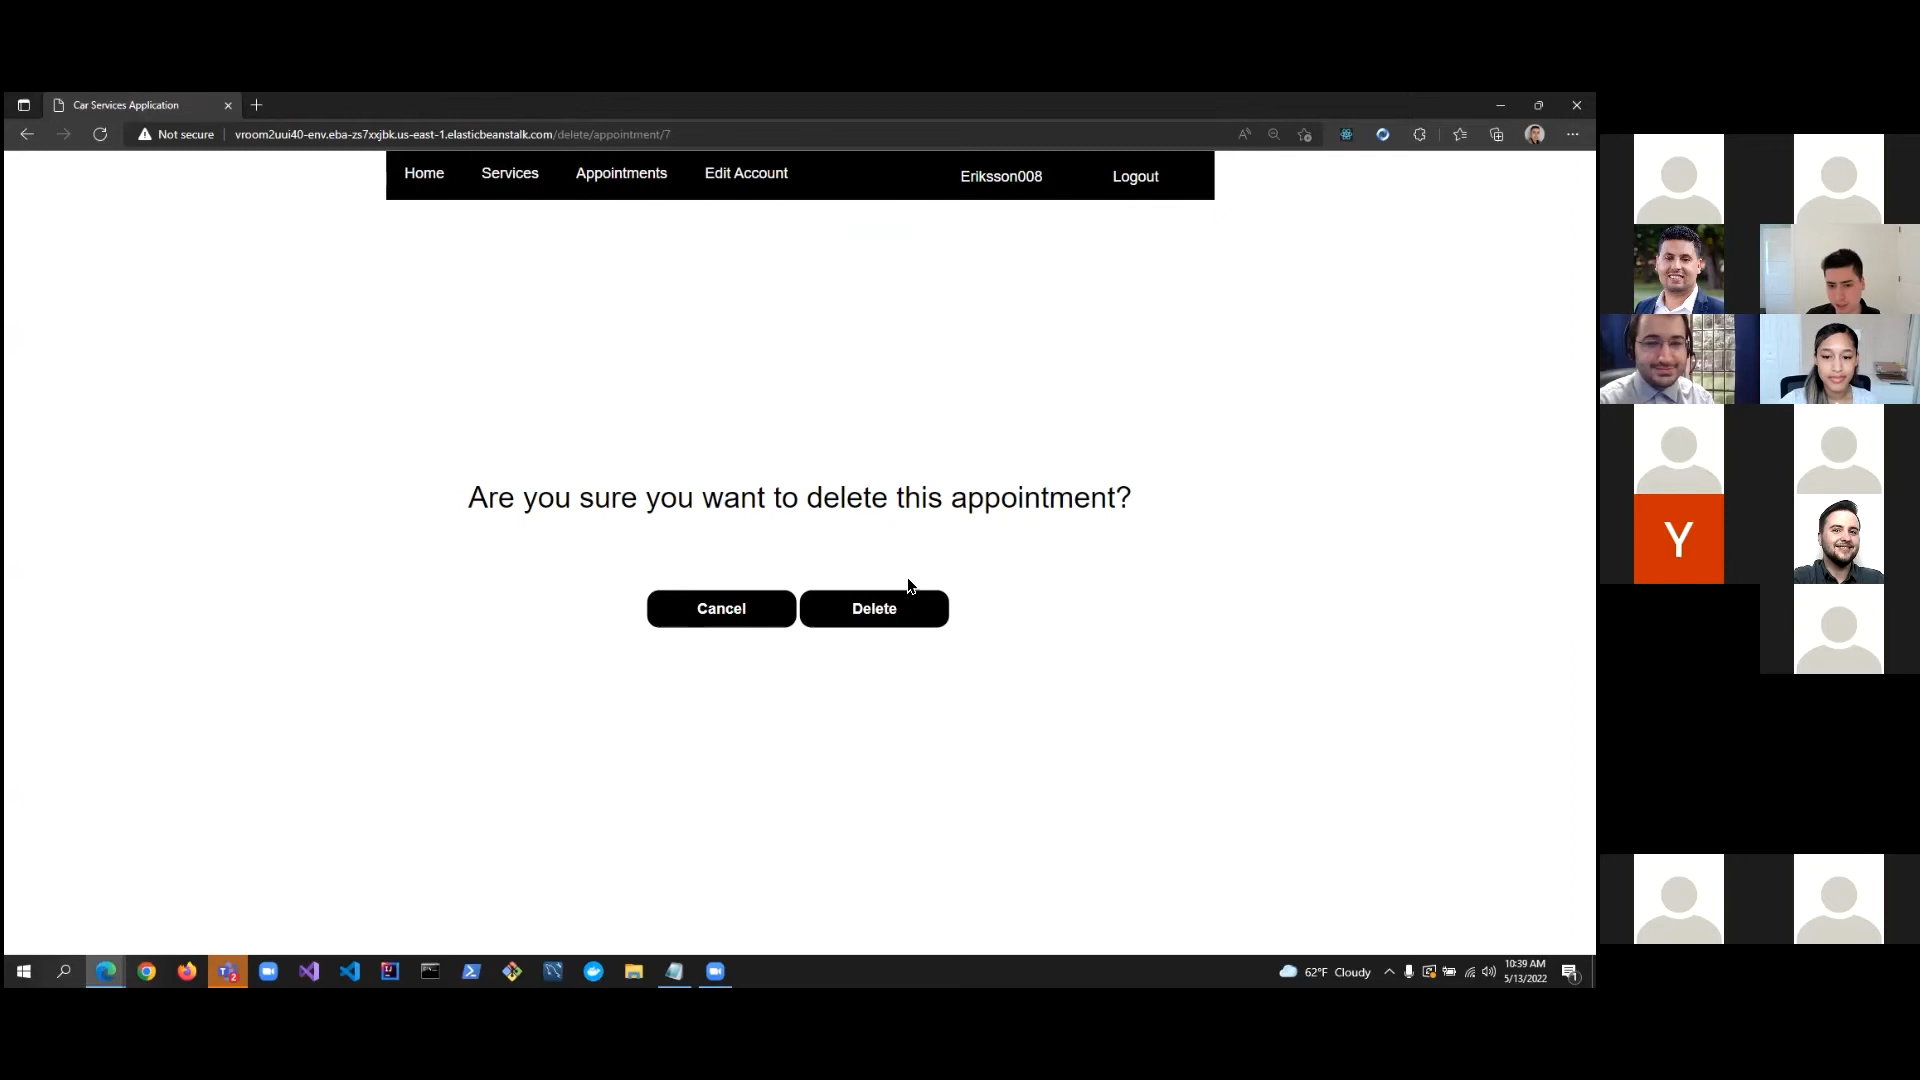 Car Services Application
Not secure
vroom2uui40-env.eba-zs7xxjbk.us-east-1.elasticbeanstalk.com/delete/appointment/7
Home Services Appointments Edit Account Eriksson008 Logout
Are you sure you want to delete this appointment?
Cancel Delete
Y
62°F Cloudy
10:39 AM
5/13/2022